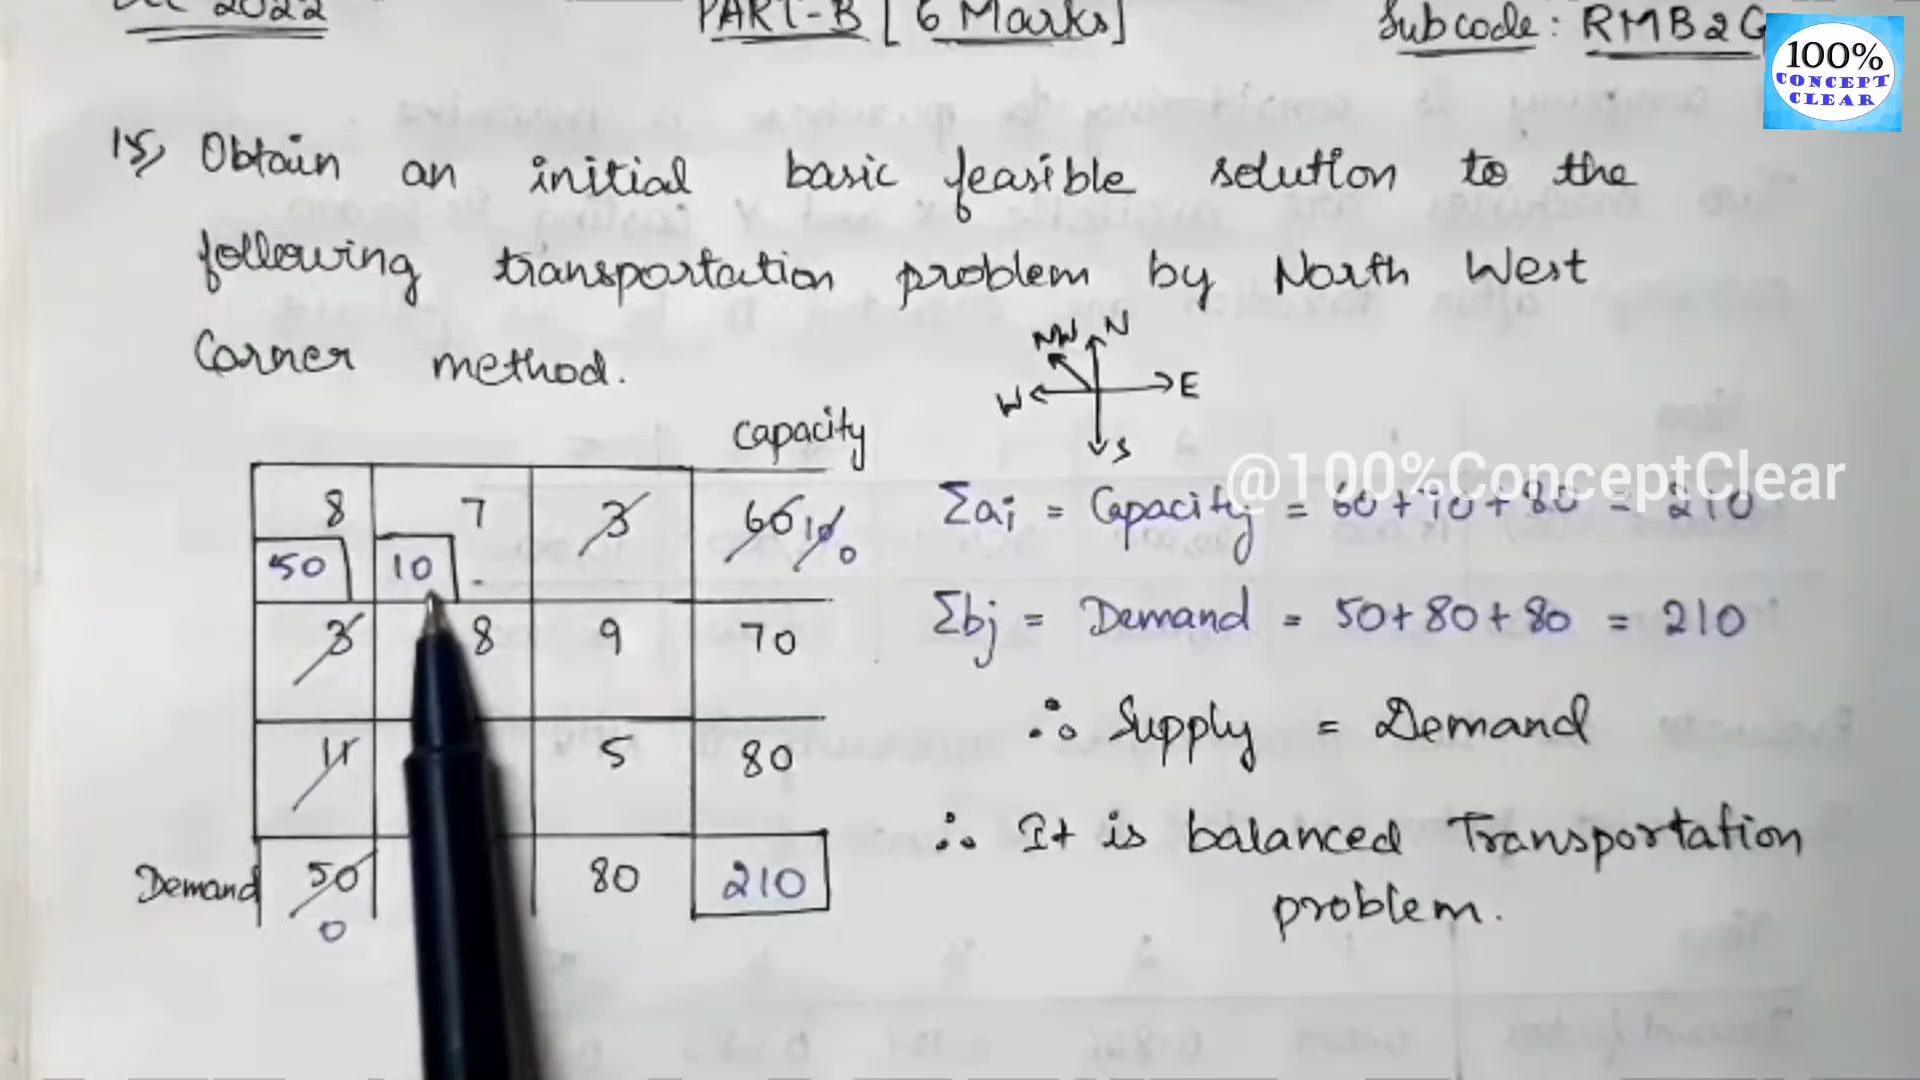 2022 PART-B [6 Marks] Subcode: RMB2G
100%
CONCEPT
CLEAR
15, Obtain an initial basic feasible solution to the
following transportation problem by North West
Corner method.
NW N
W E
S
capacity
@100%ConceptClear
8 7 3 60 10 0
50 10
Σai = Capacity = 60+70+80 = 210
3 8 9 70
Σbj = Demand = 50+80+80 = 210
11 5 80
∴ Supply = Demand
∴ It is balanced Transportation
problem.
Demand 50 80 210
0